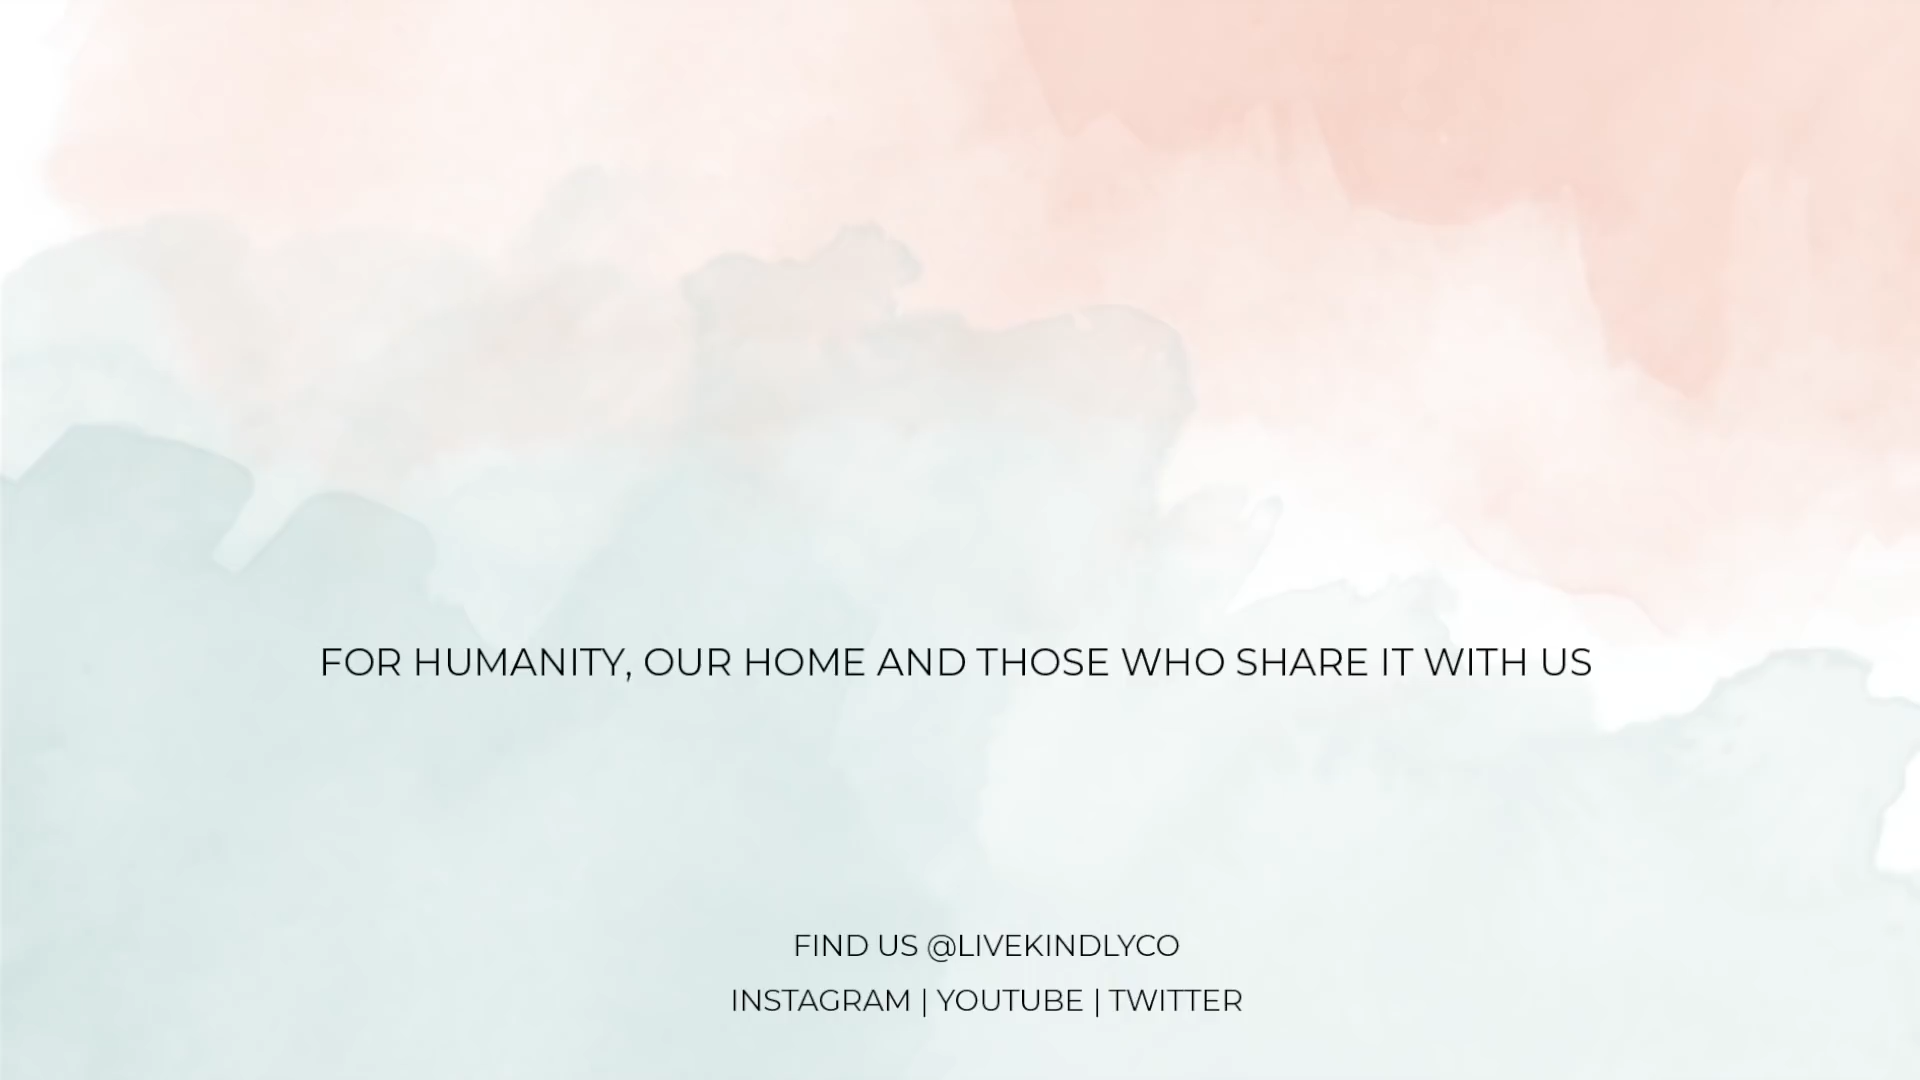 FOR HUMANITY, OUR HOME AND THOSE WHO SHARE IT WITH US
FIND US @LIVEKINDLYCO
INSTAGRAM | YOUTUBE | TWITTER